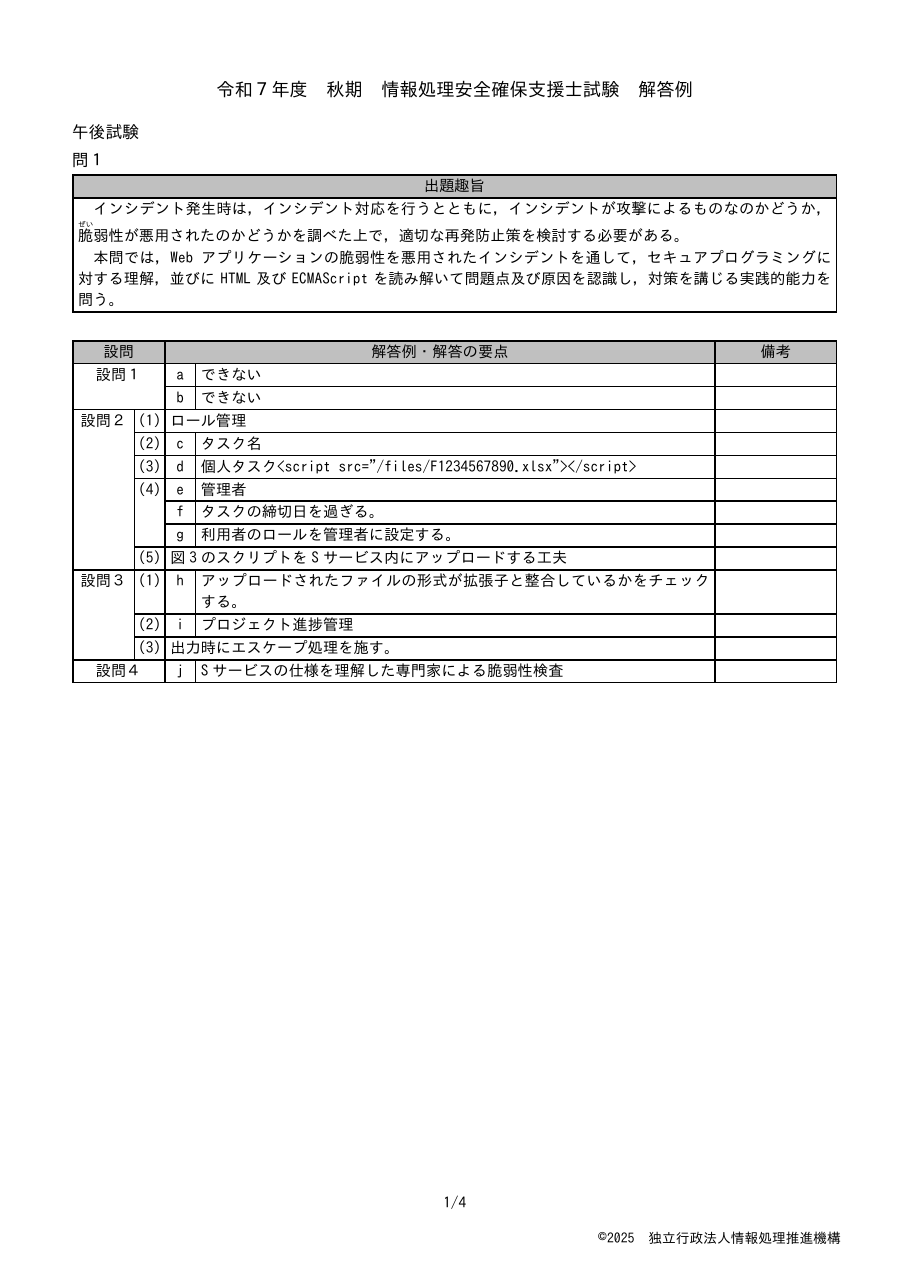 令和７年度　秋期　情報処理安全確保支援士試験　解答例
午後試験
問１
出題趣旨
　インシデント発生時は，インシデント対応を行うとともに，インシデントが攻撃によるものなのかどうか，
ぜい
脆弱性が悪用されたのかどうかを調べた上で，適切な再発防止策を検討する必要がある。
　本問では，Web アプリケーションの脆弱性を悪用されたインシデントを通して，セキュアプログラミングに
対する理解，並びに HTML 及び ECMAScript を読み解いて問題点及び原因を認識し，対策を講じる実践的能力を
問う。
設問 解答例・解答の要点 備考
設問１ a できない
b できない
設問２ (1) ロール管理
(2) c タスク名
(3) d 個人タスク<script src=”/files/F1234567890.xlsx”></script>
(4) e 管理者
f タスクの締切日を過ぎる。
g 利用者のロールを管理者に設定する。
(5) 図３のスクリプトを S サービス内にアップロードする工夫
設問３ (1) h アップロードされたファイルの形式が拡張子と整合しているかをチェック
する。
(2) i プロジェクト進捗管理
(3) 出力時にエスケープ処理を施す。
設問４ j S サービスの仕様を理解した専門家による脆弱性検査
1/4
©2025　独立行政法人情報処理推進機構